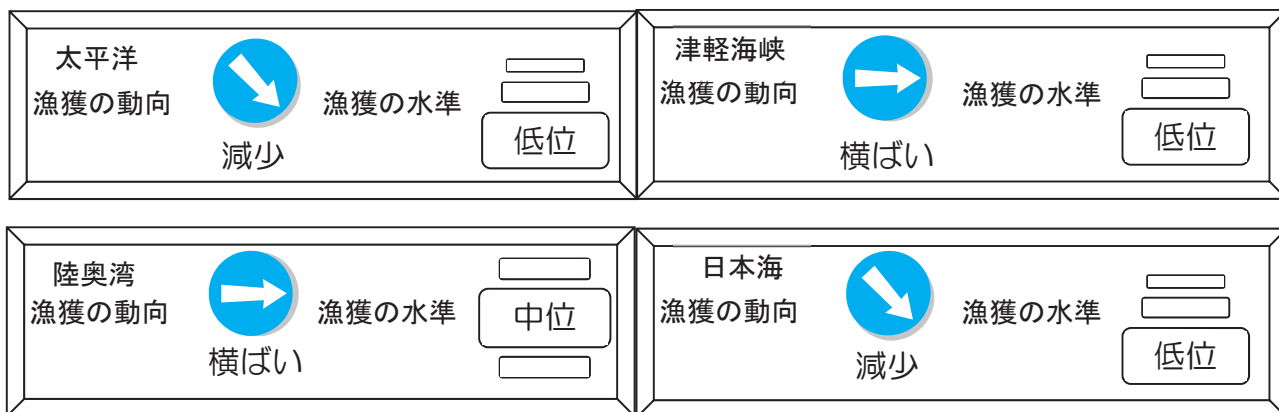 太平洋
漁獲の動向
減少
漁獲の水準
低位
津軽海峡
漁獲の動向
横ばい
漁獲の水準
低位
陸奥湾
漁獲の動向
横ばい
漁獲の水準
中位
日本海
漁獲の動向
減少
漁獲の水準
低位